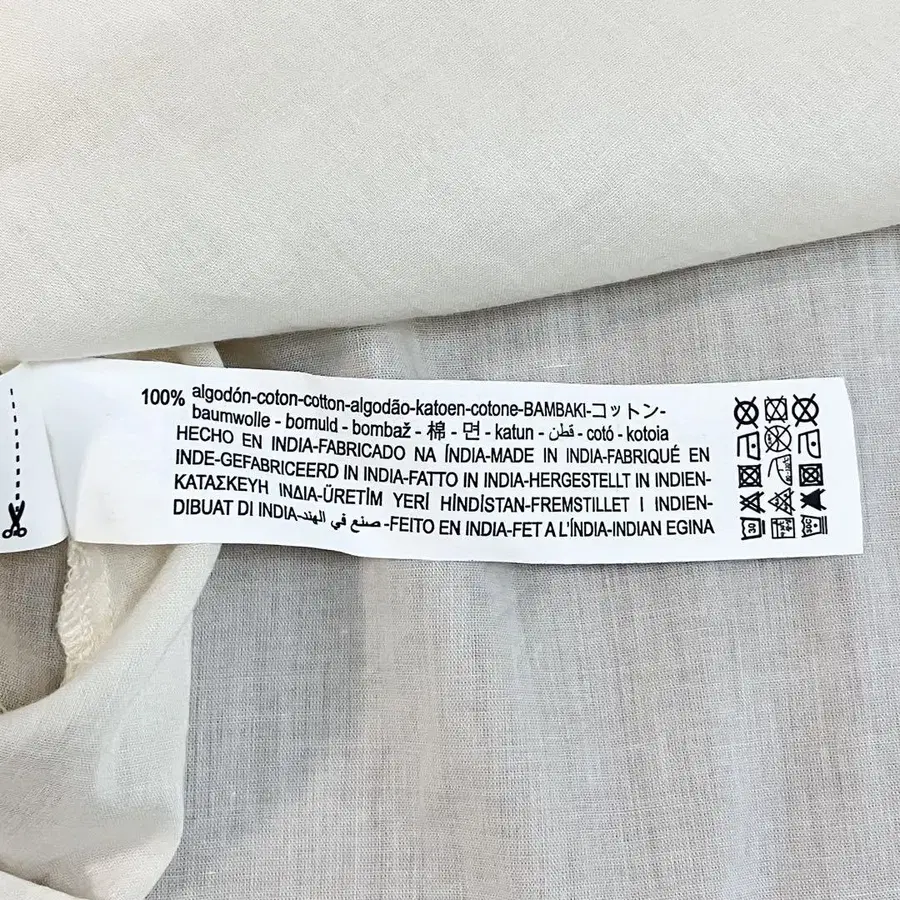 100% algodón-coton-cotton-algodão-katoen-cotone-BAMBAKI-コットン-
baumwolle - bomuld - bombaž - 棉 - 면 - katun - قطن - cotó - kotoia
HECHO EN INDIA-FABRICADO NA ÍNDIA-MADE IN INDIA-FABRIQUÉ EN
INDE-GEFABRICEERD IN INDIA-FATTO IN INDIA-HERGESTELLT IN INDIEN-
ΚΑΤΑΣΚΕΥΗ ΙΝΔΙΑ-ÜRETİM YERİ HİNDİSTAN-FREMSTILLET I INDIEN-
DIBUAT DI INDIA-صنع في الهند -FEITO EN INDIA-FET A L'ÍNDIA-INDIAN EGINA